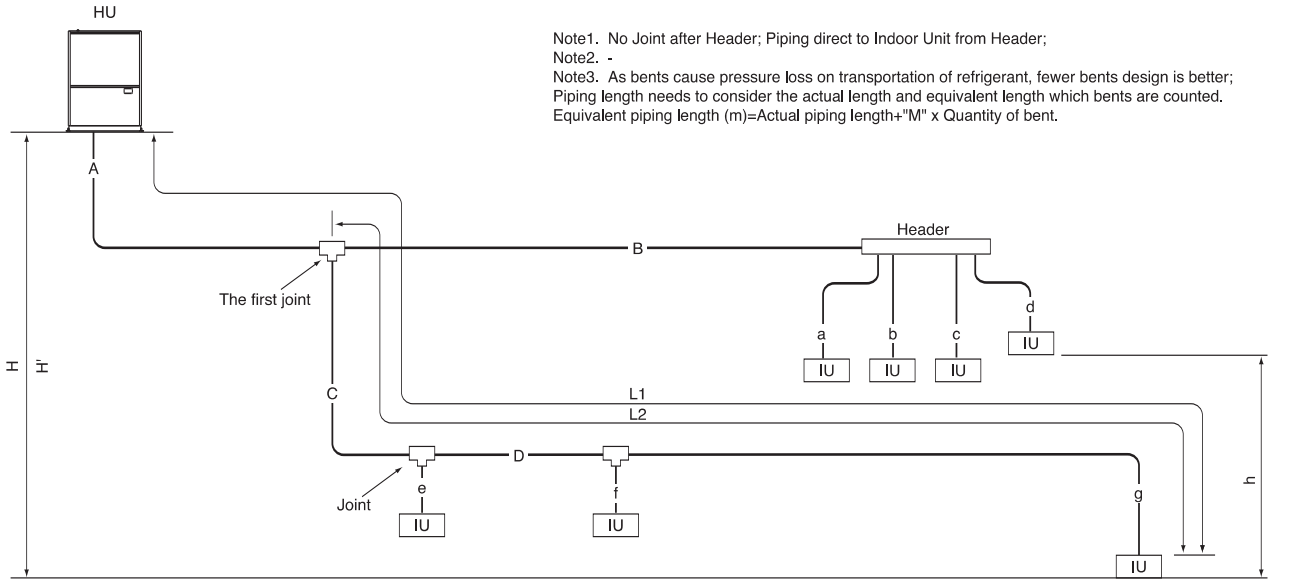 HU
Note1. No Joint after Header; Piping direct to Indoor Unit from Header;
Note2. -
Note3. As bents cause pressure loss on transportation of refrigerant, fewer bents design is better;
Piping length needs to consider the actual length and equivalent length which bents are counted.
Equivalent piping length (m)=Actual piping length+"M" x Quantity of bent.
A
B
Header
The first joint
a
b
c
d
IU
IU
IU
IU
H
H'
C
L1
L2
D
Joint
e
f
g
h
IU
IU
IU